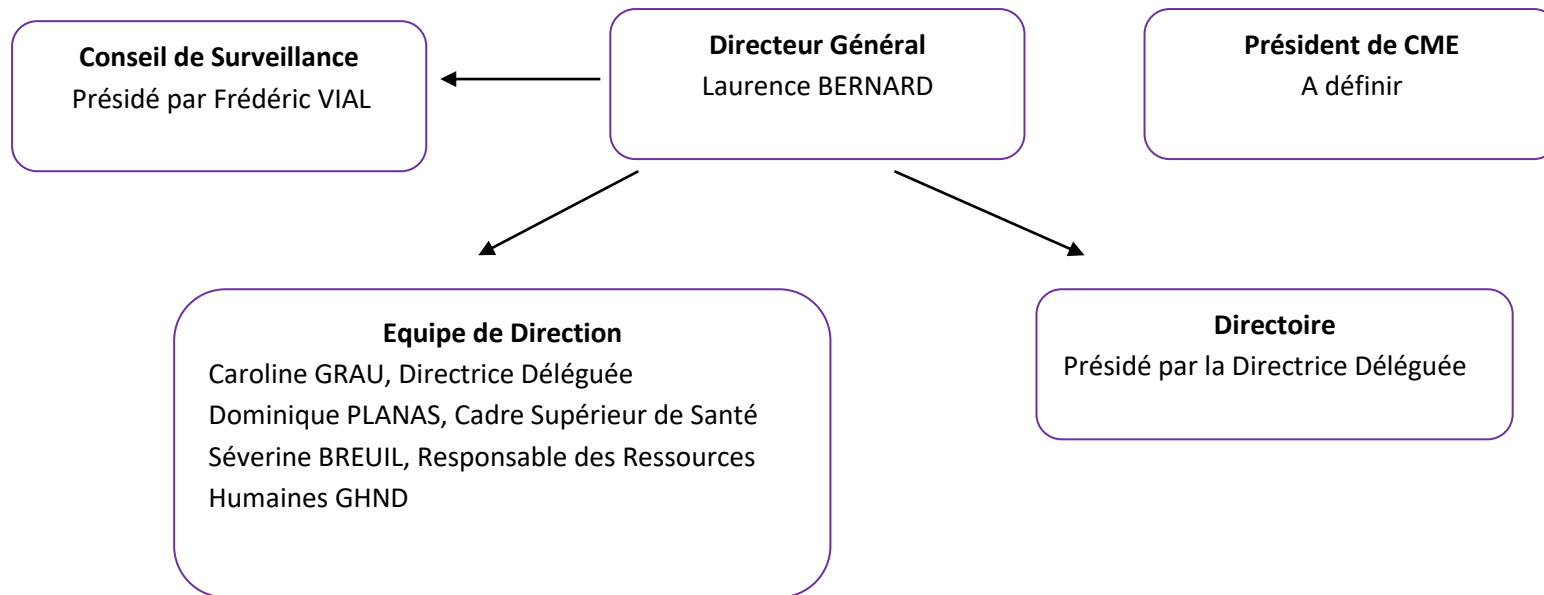 Conseil de Surveillance
Présidé par Frédéric VIAL
Directeur Général
Laurence BERNARD
Président de CME
A définir
Equipe de Direction
Caroline GRAU, Directrice Déléguée
Dominique PLANAS, Cadre Supérieur de Santé
Séverine BREUIL, Responsable des Ressources
Humaines GHND
Directoire
Présidé par la Directrice Déléguée